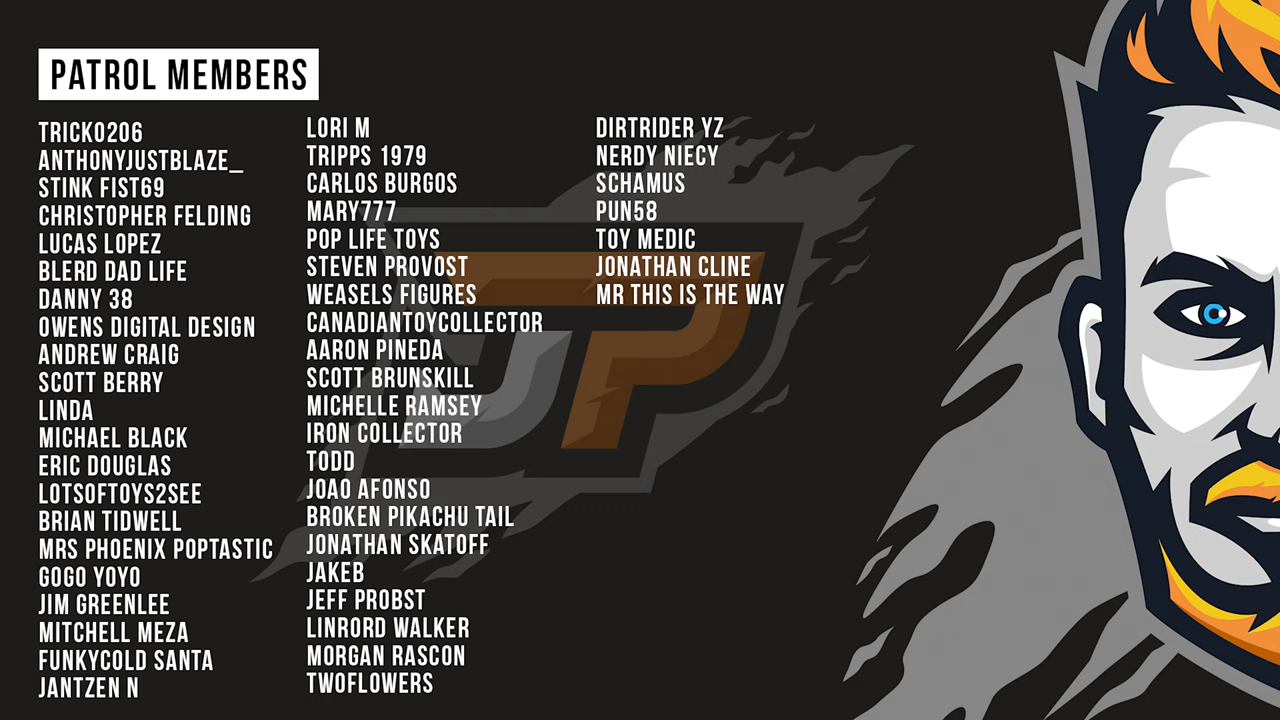 PATROL MEMBERS
TRICKO206
ANTHONYJUSTBLAZE_
STINK FIST69
CHRISTOPHER FELDING
LUCAS LOPEZ
BLERD DAD LIFE
DANNY 38
OWENS DIGITAL DESIGN
ANDREW CRAIG
SCOTT BERRY
LINDA
MICHAEL BLACK
ERIC DOUGLAS
LOTSOFTOYS2SEE
BRIAN TIDWELL
MRS PHOENIX POPTASTIC
GOGO YOYO
JIM GREENLEE
MITCHELL MEZA
FUNKYCOLD SANTA
JANTZEN N
LORI M
TRIPPS 1979
CARLOS BURGOS
MARY777
POP LIFE TOYS
STEVEN PROVOST
WEASELS FIGURES
CANADIANTOYCOLLECTOR
AARON PINEDA
SCOTT BRUNSKILL
MICHELLE RAMSEY
IRON COLLECTOR
TODD
JOAO AFONSO
BROKEN PIKACHU TAIL
JONATHAN SKATOFF
JAKEB
JEFF PROBST
LINRORD WALKER
MORGAN RASCON
TWOFLOWERS
DIRTRIDER YZ
NERDY NIECY
SCHAMUS
PUN58
TOY MEDIC
JONATHAN CLINE
MR THIS IS THE WAY
JP